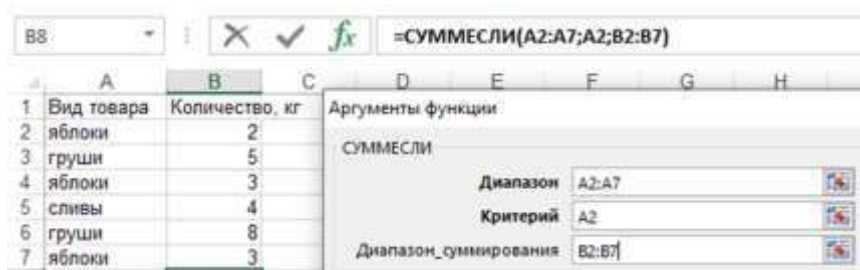 B8 fx =СУММЕСЛИ(A2:A7;A2;B2:B7)
A B C D E F G H
1 Вид товара Количество, кг Аргументы функции
2 яблоки 2
СУММЕСЛИ
3 груши 5
4 яблоки 3 Диапазон A2:A7
5 сливы 4 Критерий A2
6 груши 8
Диапазон_суммирования B2:B7
7 яблоки 3